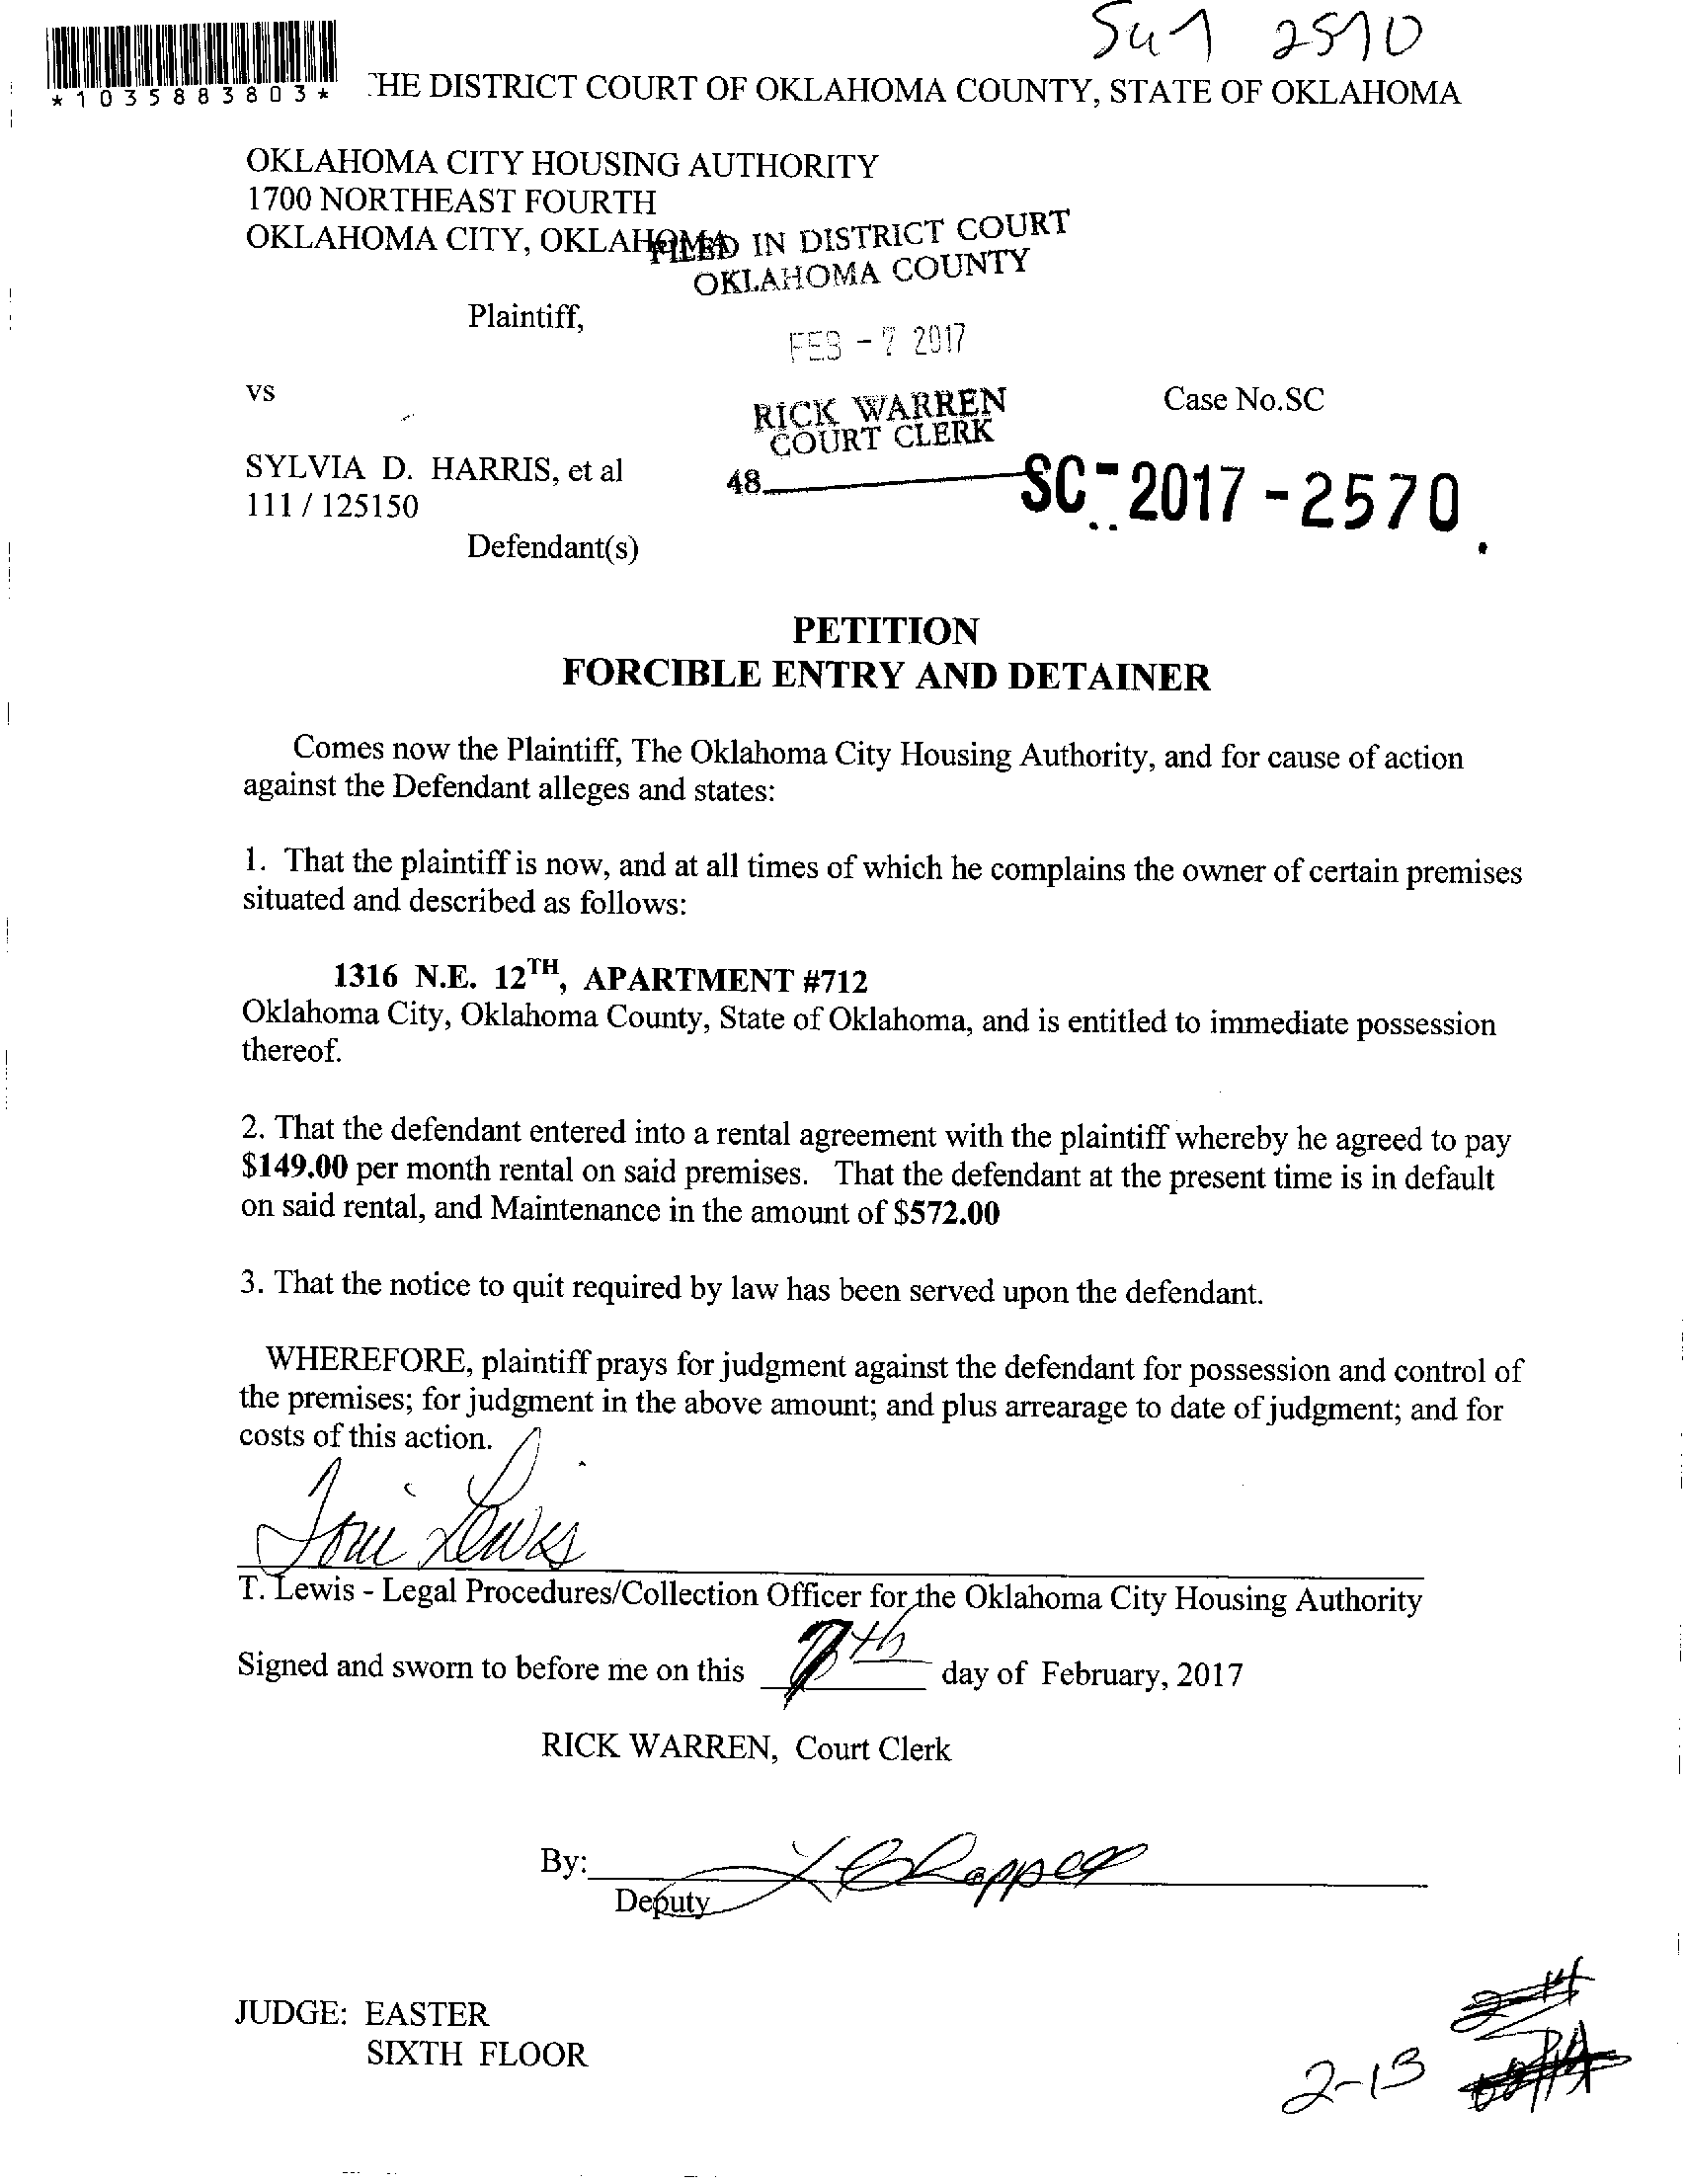 2570
*1035883803*
THE DISTRICT COURT OF OKLAHOMA COUNTY, STATE OF OKLAHOMA
OKLAHOMA CITY HOUSING AUTHORITY
1700 NORTHEAST FOURTH
OKLAHOMA CITY, OKLAHOMA
FILED IN DISTRICT COURT
OKLAHOMA COUNTY
Plaintiff,
FEB - 7 2017
vs
RICK WARREN
COURT CLERK
Case No.SC
SYLVIA D. HARRIS, et al
48
SC-2017-2570
111 / 125150
Defendant(s)
PETITION
FORCIBLE ENTRY AND DETAINER
Comes now the Plaintiff, The Oklahoma City Housing Authority, and for cause of action
against the Defendant alleges and states:
1. That the plaintiff is now, and at all times of which he complains the owner of certain premises
situated and described as follows:
1316 N.E. 12TH, APARTMENT #712
Oklahoma City, Oklahoma County, State of Oklahoma, and is entitled to immediate possession
thereof.
2. That the defendant entered into a rental agreement with the plaintiff whereby he agreed to pay
$149.00 per month rental on said premises. That the defendant at the present time is in default
on said rental, and Maintenance in the amount of $572.00
3. That the notice to quit required by law has been served upon the defendant.
WHEREFORE, plaintiff prays for judgment against the defendant for possession and control of
the premises; for judgment in the above amount; and plus arrearage to date of judgment; and for
costs of this action.
Toni Lewis
T. Lewis - Legal Procedures/Collection Officer for the Oklahoma City Housing Authority
Signed and sworn to before me on this 7th day of February, 2017
RICK WARREN, Court Clerk
By:
Deputy
JUDGE: EASTER
SIXTH FLOOR
2-13